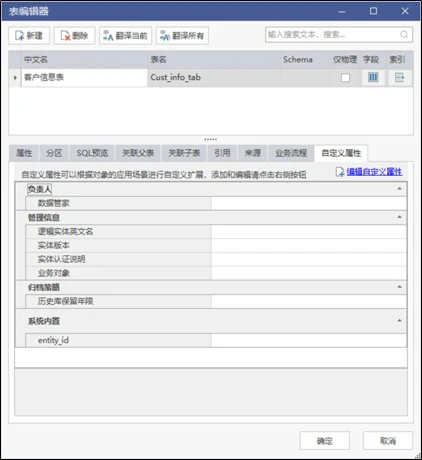 表编辑器
新建 删除 翻译当前 翻译所有 输入搜索文本，搜索...
中文名 表名 Schema 仅物理 字段 索引
客户信息表 Cust_info_tab
属性 分区 SQL预览 关联父表 关联子表 引用 来源 业务流程 自定义属性
自定义属性可以根据对象的应用场景进行自定义扩展，添加和编辑请点击右侧按钮 编辑自定义属性
负责人
数据管家
管理信息
逻辑实体英文名
实体版本
实体认证说明
业务对象
归档策略
历史库保留年限
系统内置
entity_id
确定 取消